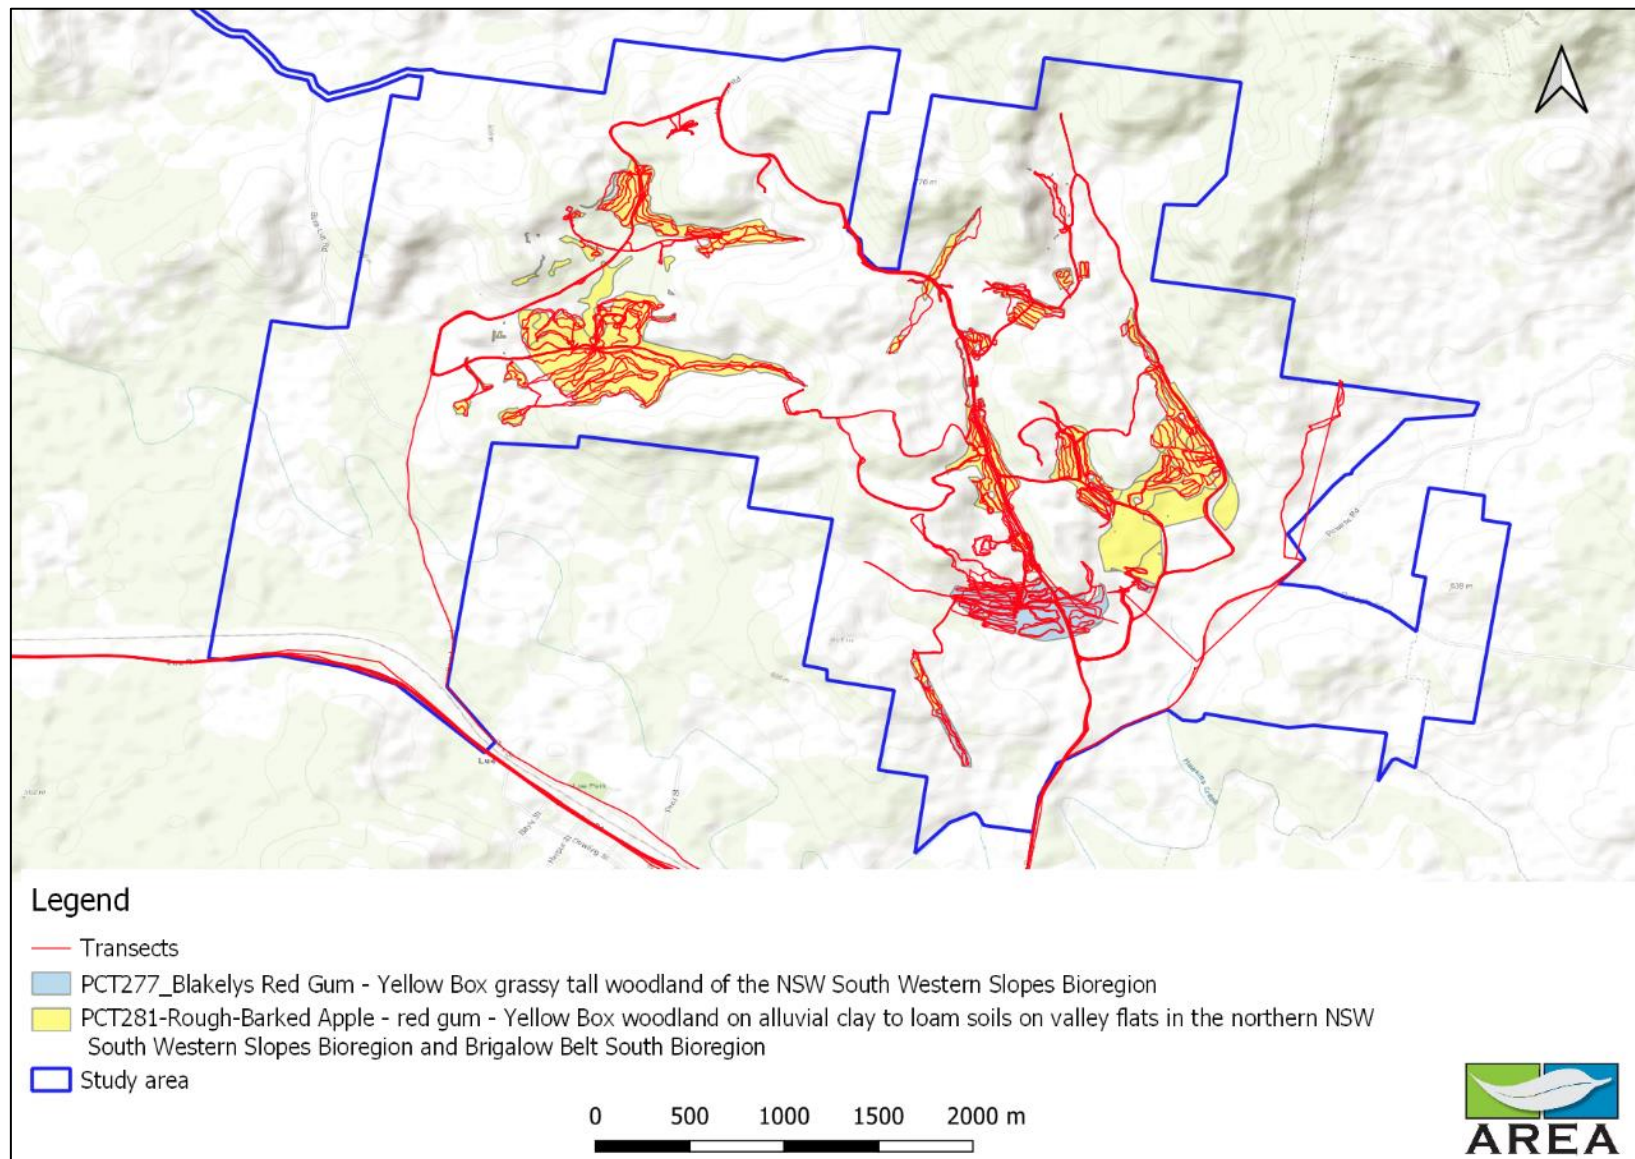 Rd
Lue
Legend
Transects
PCT277_Blakelys Red Gum - Yellow Box grassy tall woodland of the NSW South Western Slopes Bioregion
PCT281-Rough-Barked Apple - red gum - Yellow Box woodland on alluvial clay to loam soils on valley flats in the northern NSW
South Western Slopes Bioregion and Brigalow Belt South Bioregion
Study area
0 500 1000 1500 2000 m
AREA